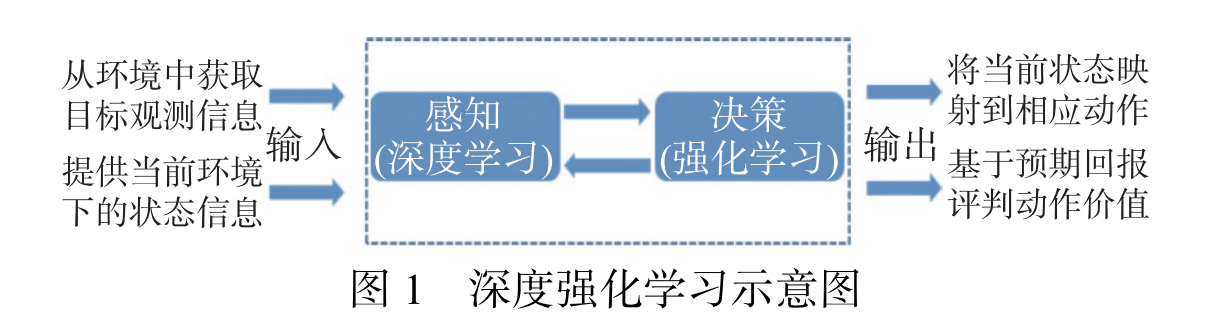 从环境中获取
目标观测信息
输入
提供当前环境
下的状态信息
感知
(深度学习)
决策
(强化学习)
输出
将当前状态映
射到相应动作
基于预期回报
评判动作价值
图 1 深度强化学习示意图